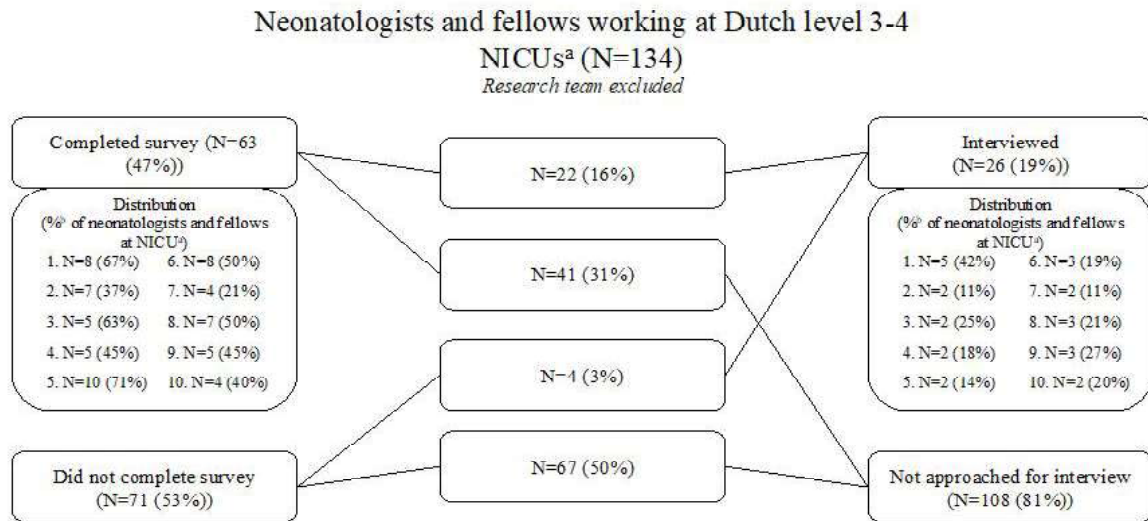 Neonatologists and fellows working at Dutch level 3-4
NICUsᵃ (N=134)
Research team excluded
Completed survey (N=63
(47%))
Distribution
(%ᵇ of neonatologists and fellows
at NICUᵃ)
1. N=8 (67%) 6. N=8 (50%)
2. N=7 (37%) 7. N=4 (21%)
3. N=5 (63%) 8. N=7 (50%)
4. N=5 (45%) 9. N=5 (45%)
5. N=10 (71%) 10. N=4 (40%)
Did not complete survey
(N=71 (53%))
N=22 (16%)
N=41 (31%)
N=4 (3%)
N=67 (50%)
Interviewed
(N=26 (19%))
Distribution
(%ᵇ of neonatologists and fellows
at NICUᵃ)
1. N=5 (42%) 6. N=3 (19%)
2. N=2 (11%) 7. N=2 (11%)
3. N=2 (25%) 8. N=3 (21%)
4. N=2 (18%) 9. N=3 (27%)
5. N=2 (14%) 10. N=2 (20%)
Not approached for interview
(N=108 (81%))